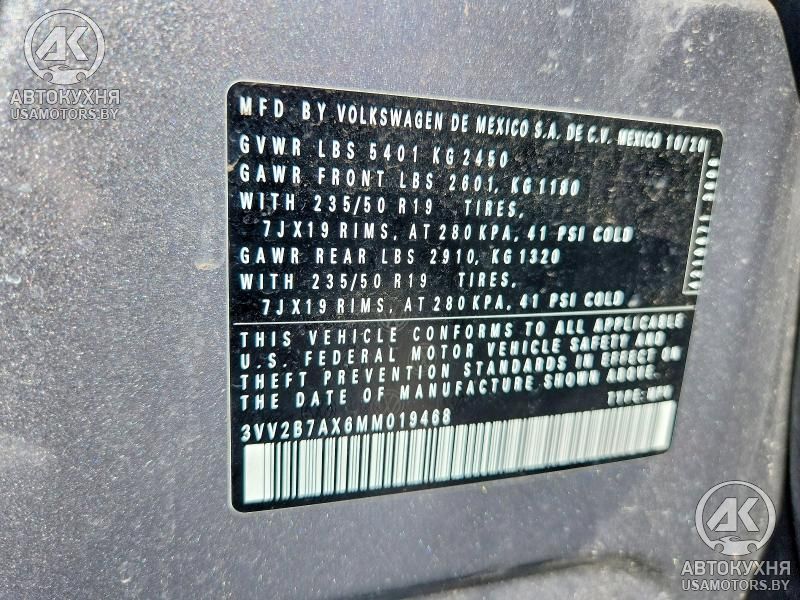 АК
АВТОКУХНЯ
USAMOTORS.BY
MFD BY VOLKSWAGEN DE MEXICO S.A. DE C.V. MEXICO 10/20
GVWR LBS 5401 KG 2450
GAWR FRONT LBS 2601, KG 1180
WITH 235/50 R19 TIRES,
7JX19 RIMS, AT 280 KPA, 41 PSI COLD
GAWR REAR LBS 2910, KG 1320
WITH 235/50 R19 TIRES,
7JX19 RIMS, AT 280 KPA, 41 PSI COLD
THIS VEHICLE CONFORMS TO ALL APPLICABLE
U.S. FEDERAL MOTOR VEHICLE SAFETY AND
THEFT PREVENTION STANDARDS IN EFFECT ON
THE DATE OF MANUFACTURE SHOWN ABOVE.
TYPE: MPV
3VV2B7AX6MM019468
АК
АВТОКУХНЯ
USAMOTORS.BY